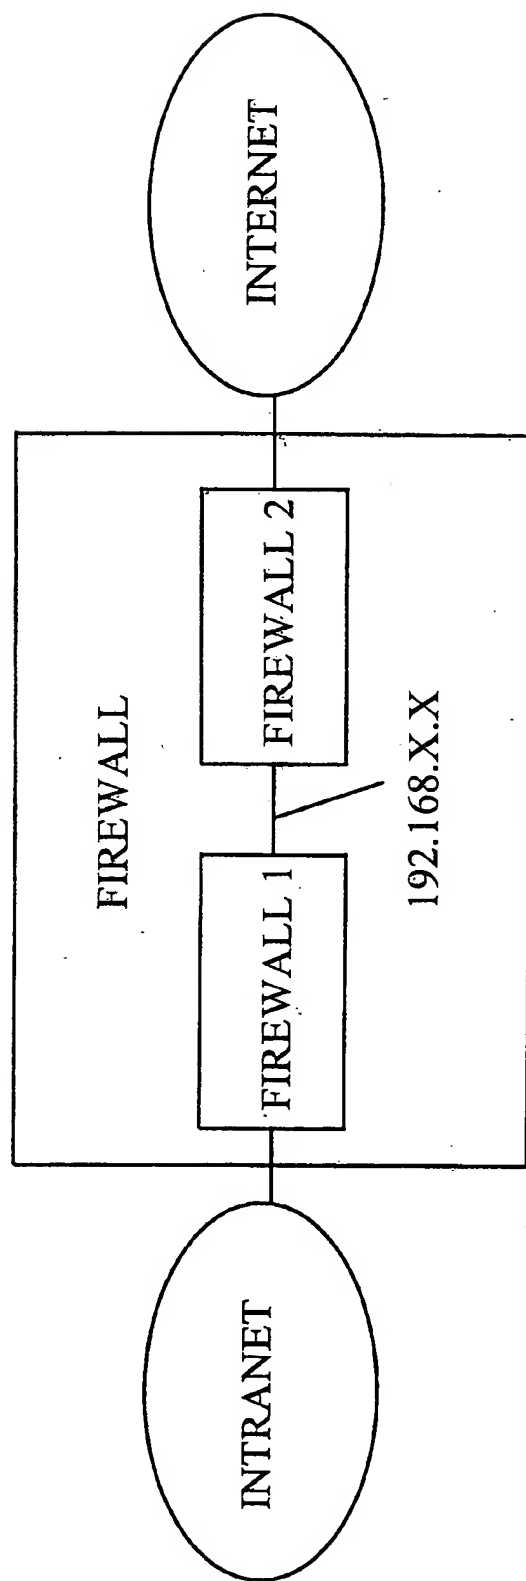 FIREWALL
INTRANET
FIREWALL 1
FIREWALL 2
INTERNET
192.168.X.X